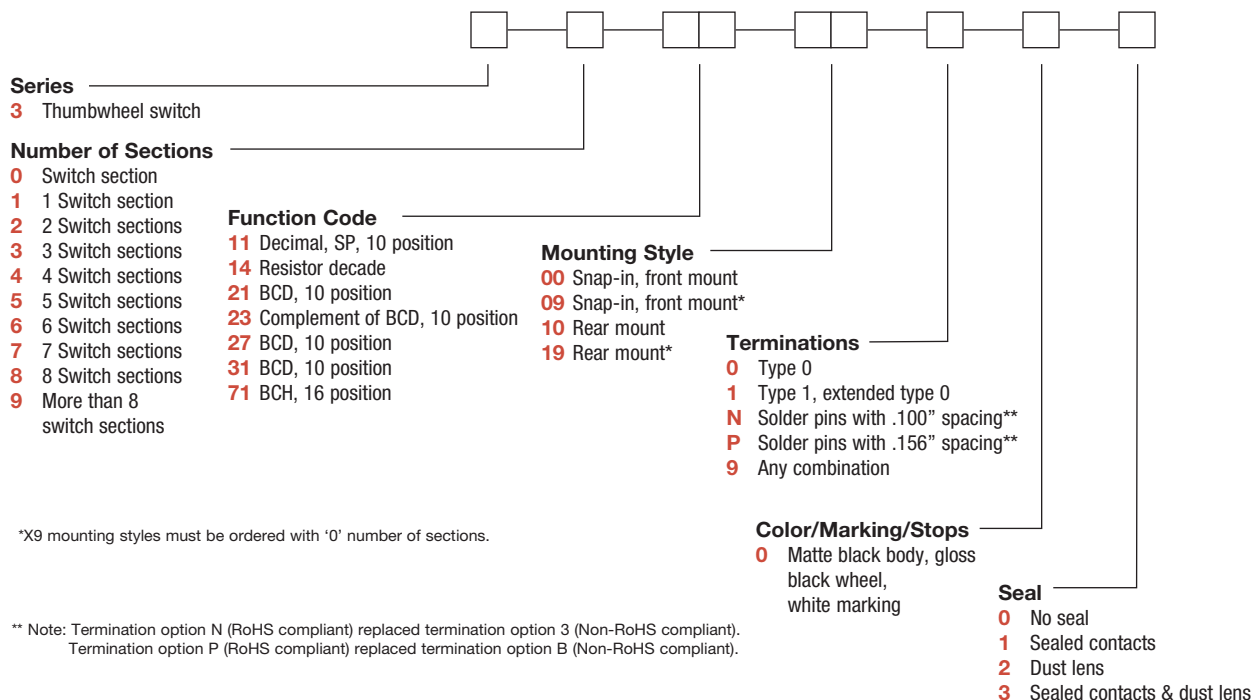 Series
3 Thumbwheel switch
Number of Sections
0 Switch section
1 1 Switch section
2 2 Switch sections
3 3 Switch sections
4 4 Switch sections
5 5 Switch sections
6 6 Switch sections
7 7 Switch sections
8 8 Switch sections
9 More than 8
switch sections
Function Code
11 Decimal, SP, 10 position
14 Resistor decade
21 BCD, 10 position
23 Complement of BCD, 10 position
27 BCD, 10 position
31 BCD, 10 position
71 BCH, 16 position
Mounting Style
00 Snap-in, front mount
09 Snap-in, front mount*
10 Rear mount
19 Rear mount*
Terminations
0 Type 0
1 Type 1, extended type 0
N Solder pins with .100” spacing**
P Solder pins with .156” spacing**
9 Any combination
Color/Marking/Stops
0 Matte black body, gloss
black wheel,
white marking
Seal
0 No seal
1 Sealed contacts
2 Dust lens
3 Sealed contacts & dust lens
*X9 mounting styles must be ordered with ‘0’ number of sections.
** Note: Termination option N (RoHS compliant) replaced termination option 3 (Non-RoHS compliant).
Termination option P (RoHS compliant) replaced termination option B (Non-RoHS compliant).